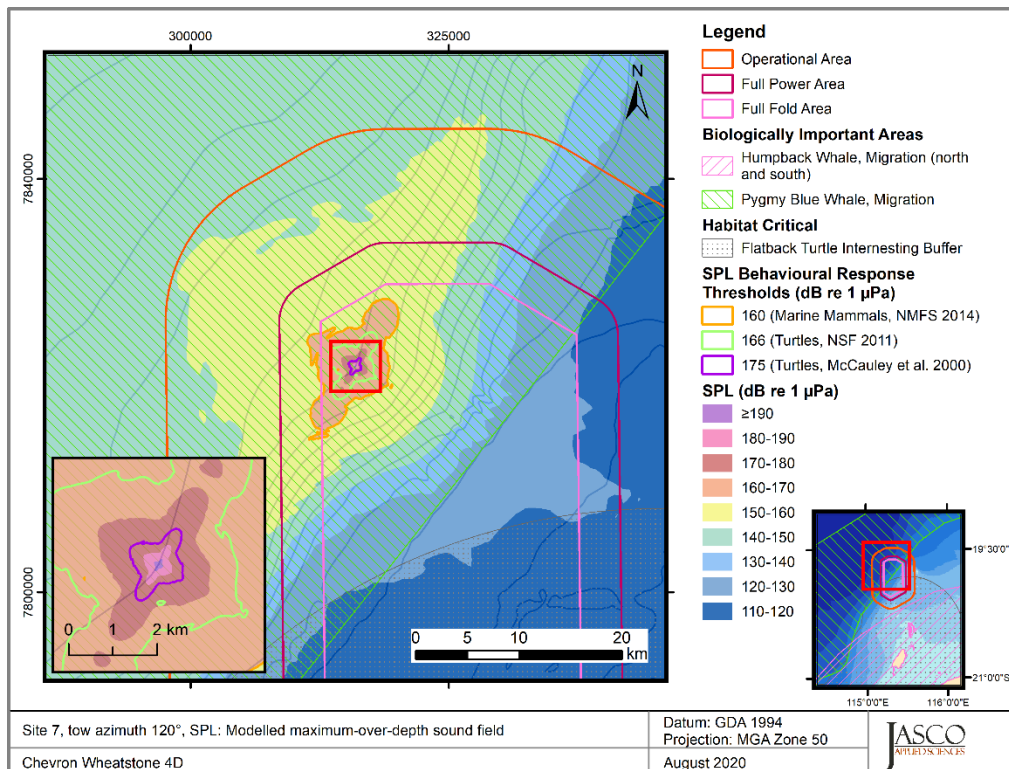 300000
325000
7840000
7800000
N
0 1 2 km
0 5 10 20
km
Legend
Operational Area
Full Power Area
Full Fold Area
Biologically Important Areas
Humpback Whale, Migration (north
and south)
Pygmy Blue Whale, Migration
Habitat Critical
Flatback Turtle Internesting Buffer
SPL Behavioural Response
Thresholds (dB re 1 µPa)
160 (Marine Mammals, NMFS 2014)
166 (Turtles, NSF 2011)
175 (Turtles, McCauley et al. 2000)
SPL (dB re 1 µPa)
≥190
180-190
170-180
160-170
150-160
140-150
130-140
120-130
110-120
19°30'0"S
21°0'0"S
115°0'0"E
116°0'0"E
Site 7, tow azimuth 120°, SPL: Modelled maximum-over-depth sound field
Chevron Wheatstone 4D
Datum: GDA 1994
Projection: MGA Zone 50
August 2020
JASCO
APPLIED SCIENCES